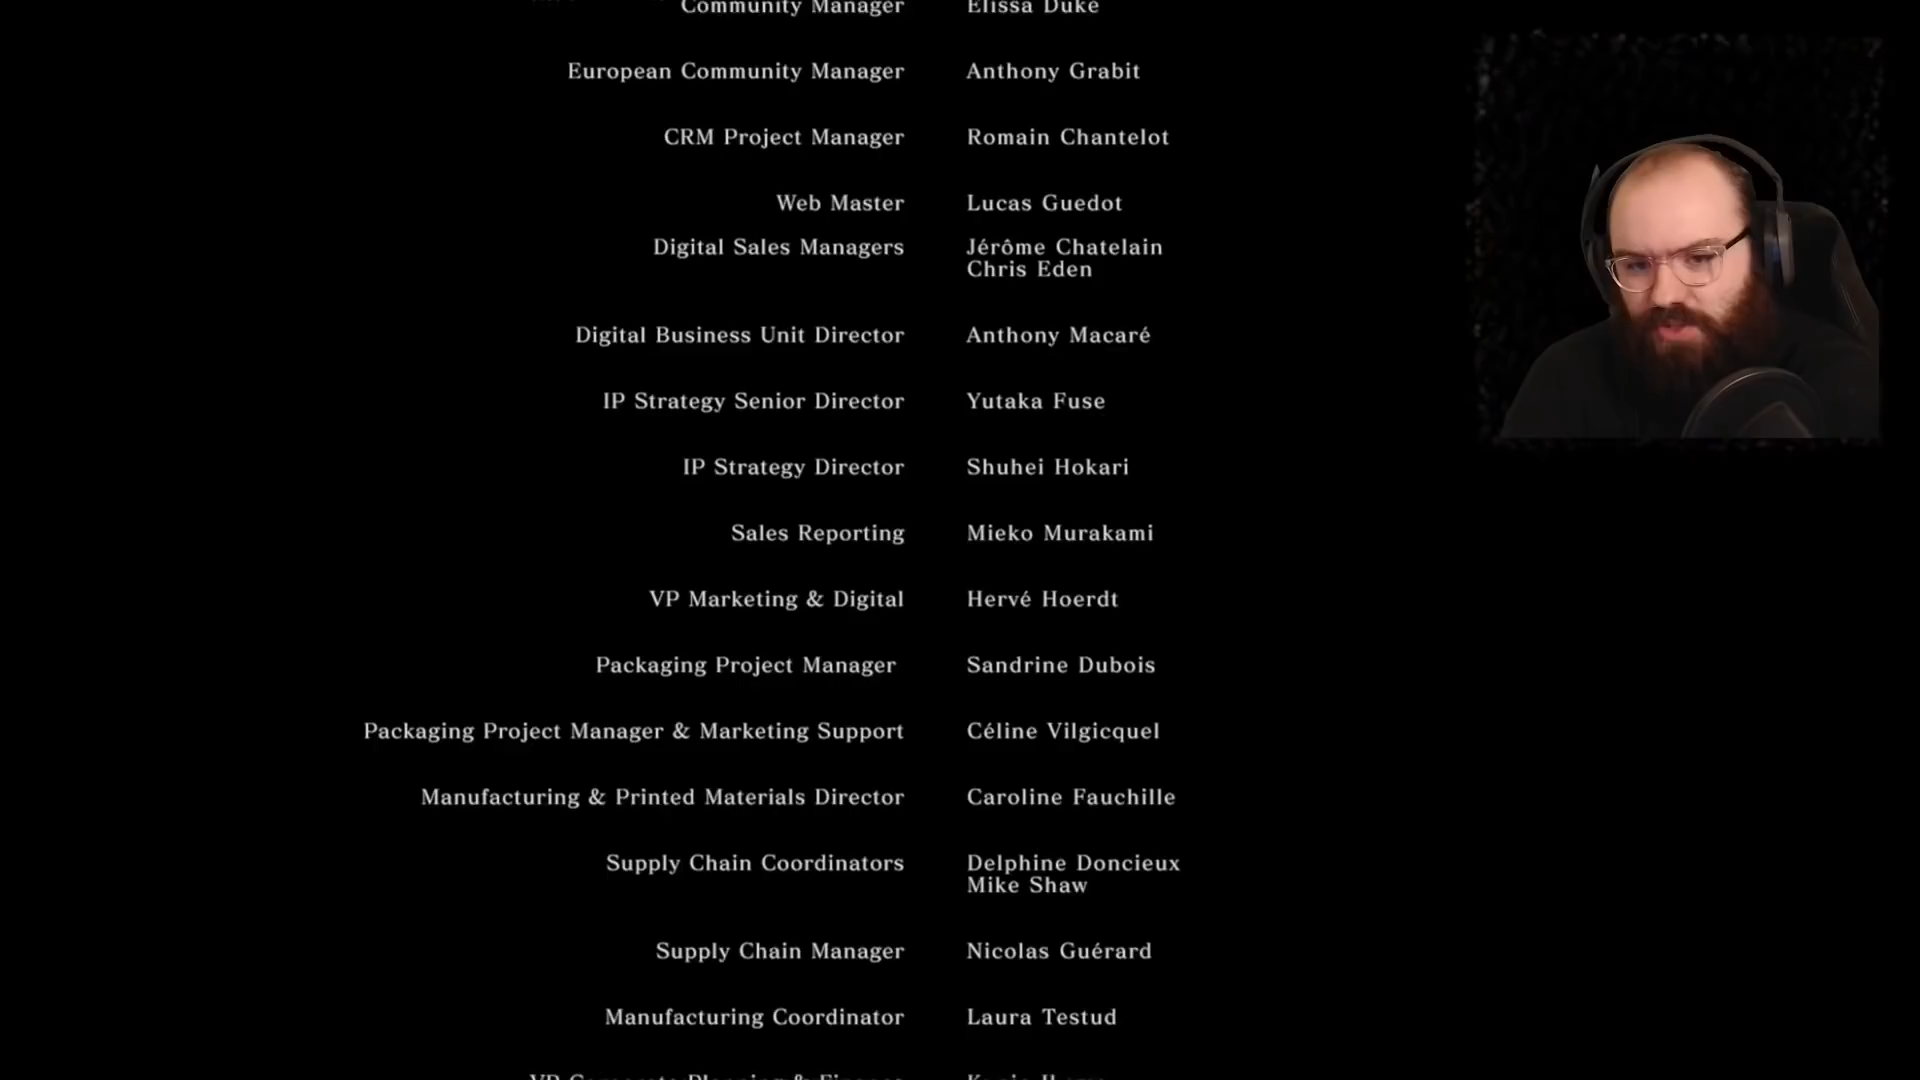 Community Manager Elissa Duke
European Community Manager Anthony Grabit
CRM Project Manager Romain Chantelot
Web Master Lucas Guedot
Digital Sales Managers Jérôme Chatelain
Chris Eden
Digital Business Unit Director Anthony Macaré
IP Strategy Senior Director Yutaka Fuse
IP Strategy Director Shuhei Hokari
Sales Reporting Mieko Murakami
VP Marketing & Digital Hervé Hoerdt
Packaging Project Manager Sandrine Dubois
Packaging Project Manager & Marketing Support Céline Vilgicquel
Manufacturing & Printed Materials Director Caroline Fauchille
Supply Chain Coordinators Delphine Doncieux
Mike Shaw
Supply Chain Manager Nicolas Guérard
Manufacturing Coordinator Laura Testud
VP Corporate Planning & Finance